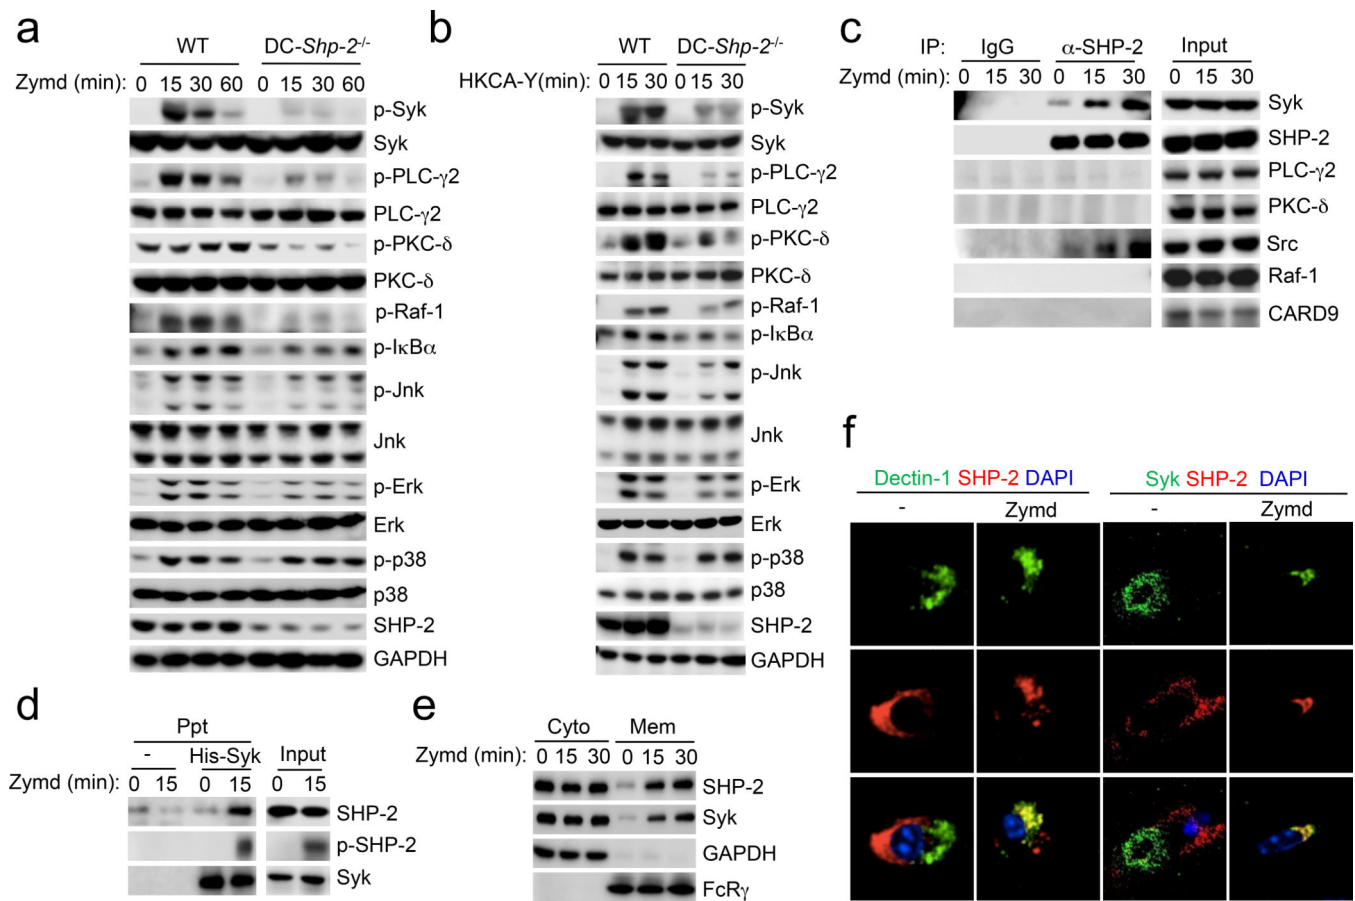 a
WT DC-Shp-2-/-
Zymd (min): 0 15 30 60 0 15 30 60
p-Syk
Syk
p-PLC-γ2
PLC-γ2
p-PKC-δ
PKC-δ
p-Raf-1
p-IκBα
p-Jnk
Jnk
p-Erk
Erk
p-p38
p38
SHP-2
GAPDH
b
WT DC-Shp-2-/-
HKCA-Y(min): 0 15 30 0 15 30
p-Syk
Syk
p-PLC-γ2
PLC-γ2
p-PKC-δ
PKC-δ
p-Raf-1
p-IκBα
p-Jnk
Jnk
p-Erk
Erk
p-p38
p38
SHP-2
GAPDH
c
IP: IgG α-SHP-2 Input
Zymd (min): 0 15 30 0 15 30 0 15 30
Syk
SHP-2
PLC-γ2
PKC-δ
Src
Raf-1
CARD9
d
Ppt
- His-Syk Input
Zymd (min): 0 15 0 15 0 15
SHP-2
p-SHP-2
Syk
e
Cyto Mem
Zymd (min): 0 15 30 0 15 30
SHP-2
Syk
GAPDH
FcRγ
f
Dectin-1 SHP-2 DAPI Syk SHP-2 DAPI
- Zymd - Zymd